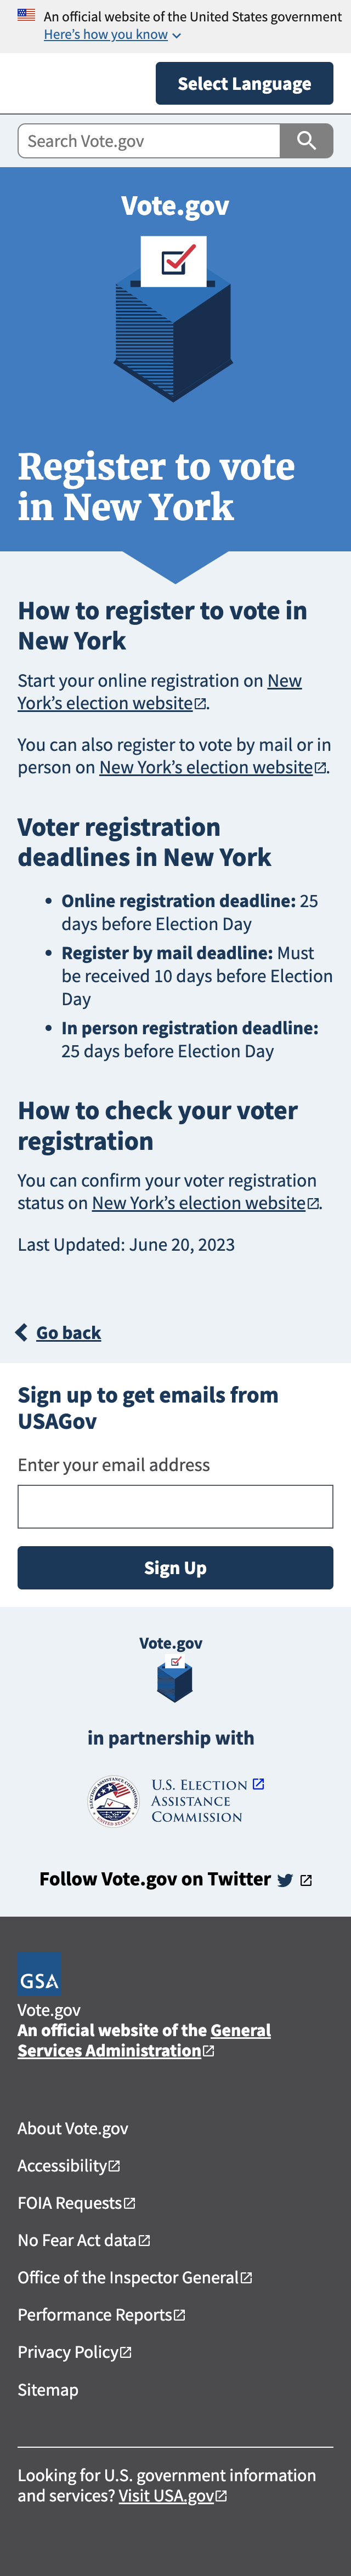 An official website of the United States government
Here's how you know
Select Language
Search Vote.gov
Vote.gov
Register to vote
in New York
How to register to vote in
New York
Start your online registration on New
York's election website.
You can also register to vote by mail or in
person on New York's election website.
Voter registration
deadlines in New York
• Online registration deadline: 25
days before Election Day
• Register by mail deadline: Must
be received 10 days before Election
Day
• In person registration deadline:
25 days before Election Day
How to check your voter
registration
You can confirm your voter registration
status on New York's election website.
Last Updated: June 20, 2023
Go back
Sign up to get emails from
USAGov
Enter your email address
Sign Up
Vote.gov
in partnership with
U.S. Election
Assistance
Commission
Follow Vote.gov on Twitter
GSA
Vote.gov
An official website of the General
Services Administration
About Vote.gov
Accessibility
FOIA Requests
No Fear Act data
Office of the Inspector General
Performance Reports
Privacy Policy
Sitemap
Looking for U.S. government information
and services? Visit USA.gov